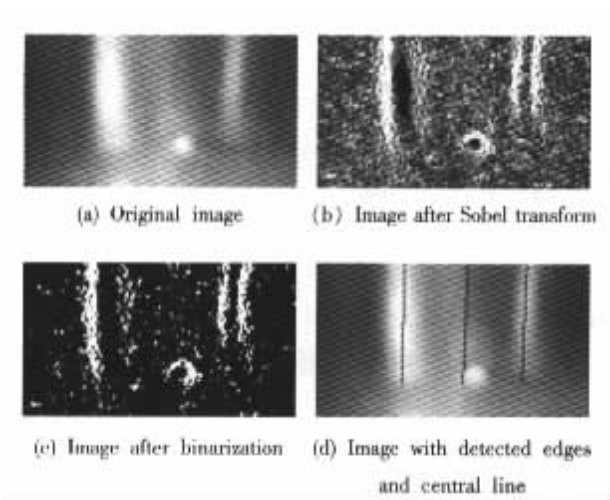 (a) Original image
(b) Image after Sobel transform
(c) Image after binarization
(d) Image with detected edges
and central line